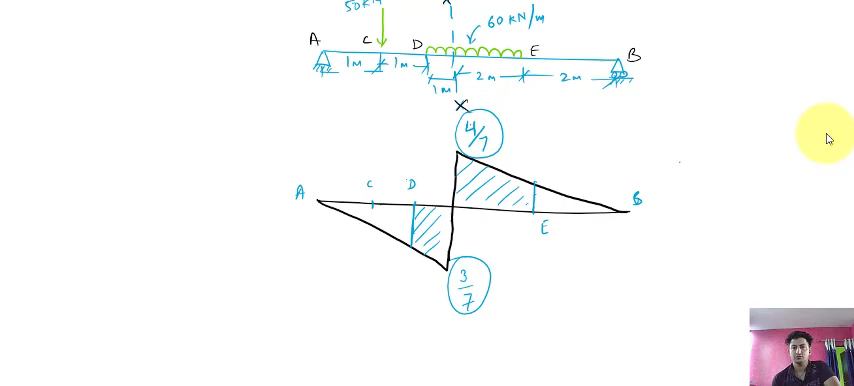 50KN
X
60 KN/m
A C D E B
1M 1M 2M 2M
1M
X
4/7
A C D B
E
3/7